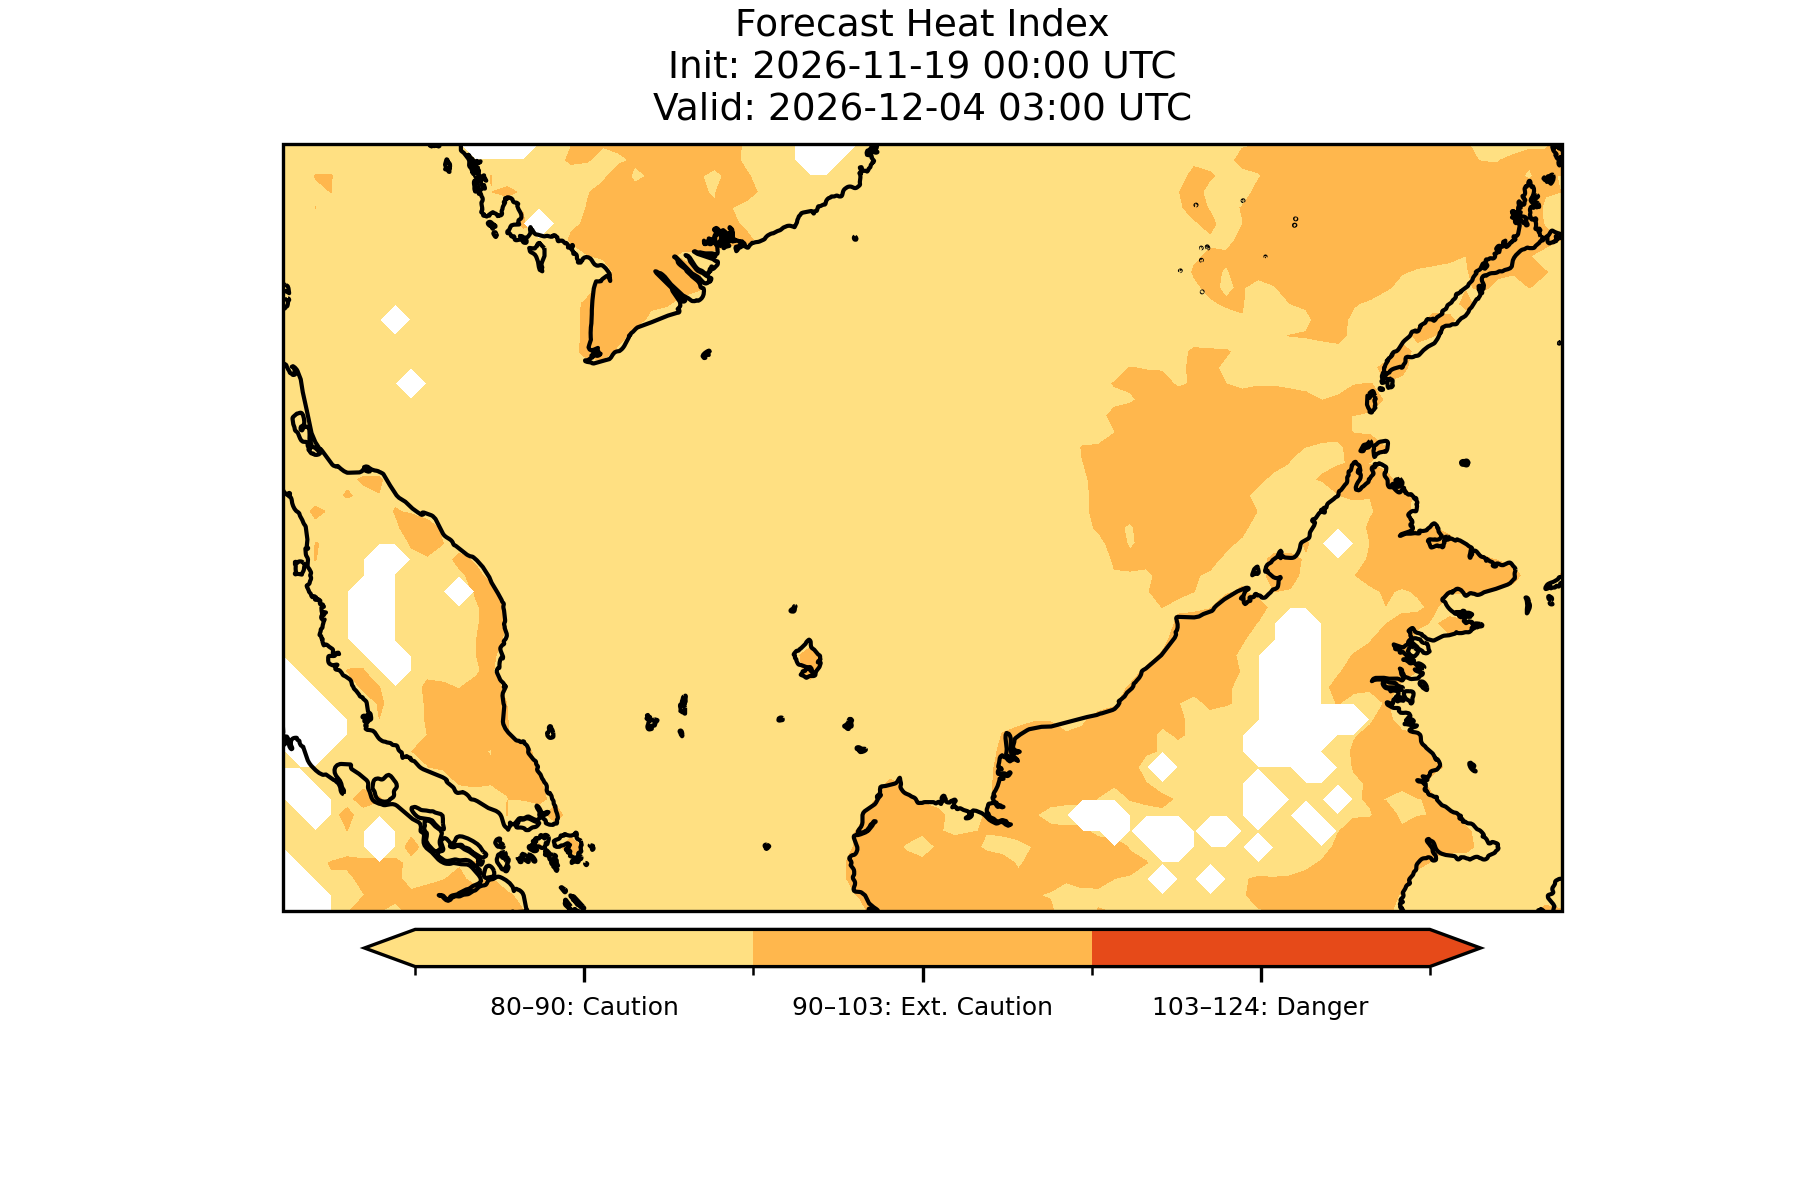 Forecast Heat Index
Init: 2026-11-19 00:00 UTC
Valid: 2026-12-04 03:00 UTC
80–90: Caution
90–103: Ext. Caution
103–124: Danger